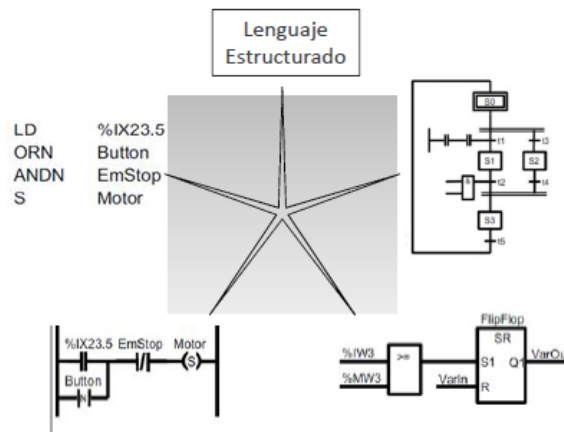 Lenguaje
Estructurado
LD %IX23.5
ORN Button
ANDN EmStop
S Motor
S0
t1 t3
S1 S2
& t2 t4
S3
t5
%IX23.5 EmStop Motor
S
Button
N
FlipFlop
SR
%IW3 >= S1 Q1 VarOu
%MW3 VarIn R